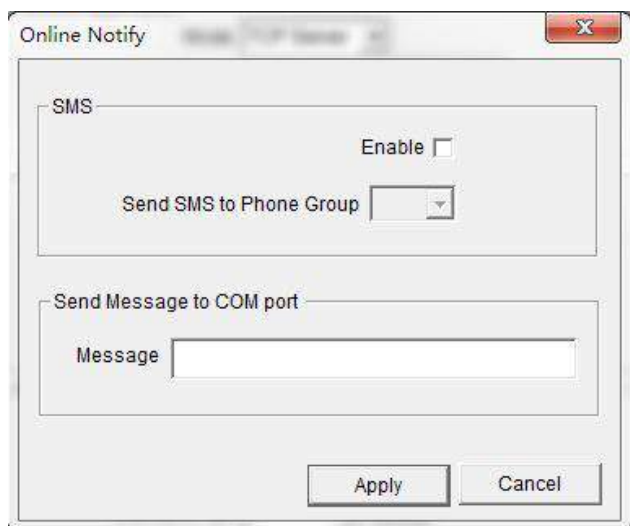 Online Notify
SMS
Enable
Send SMS to Phone Group
Send Message to COM port
Message
Apply
Cancel